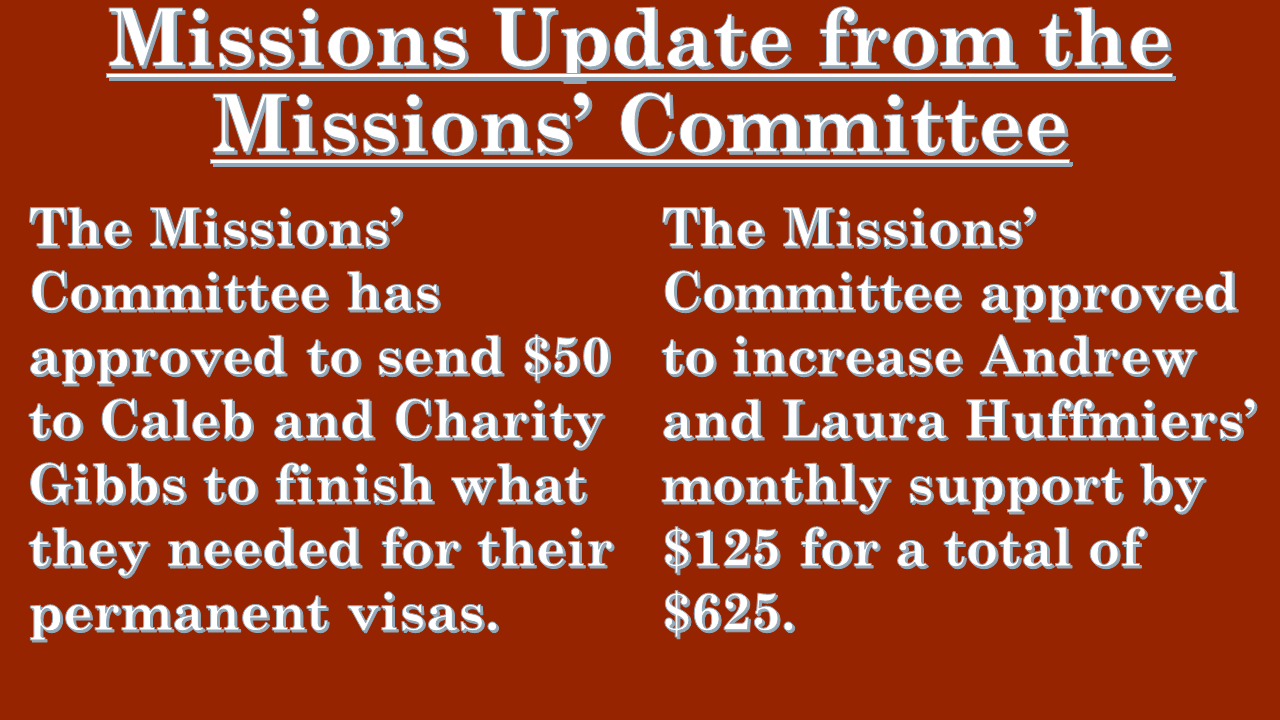 Missions Update from the
Missions’ Committee
The Missions’
Committee has
approved to send $50
to Caleb and Charity
Gibbs to finish what
they needed for their
permanent visas.
The Missions’
Committee approved
to increase Andrew
and Laura Huffmiers’
monthly support by
$125 for a total of
$625.